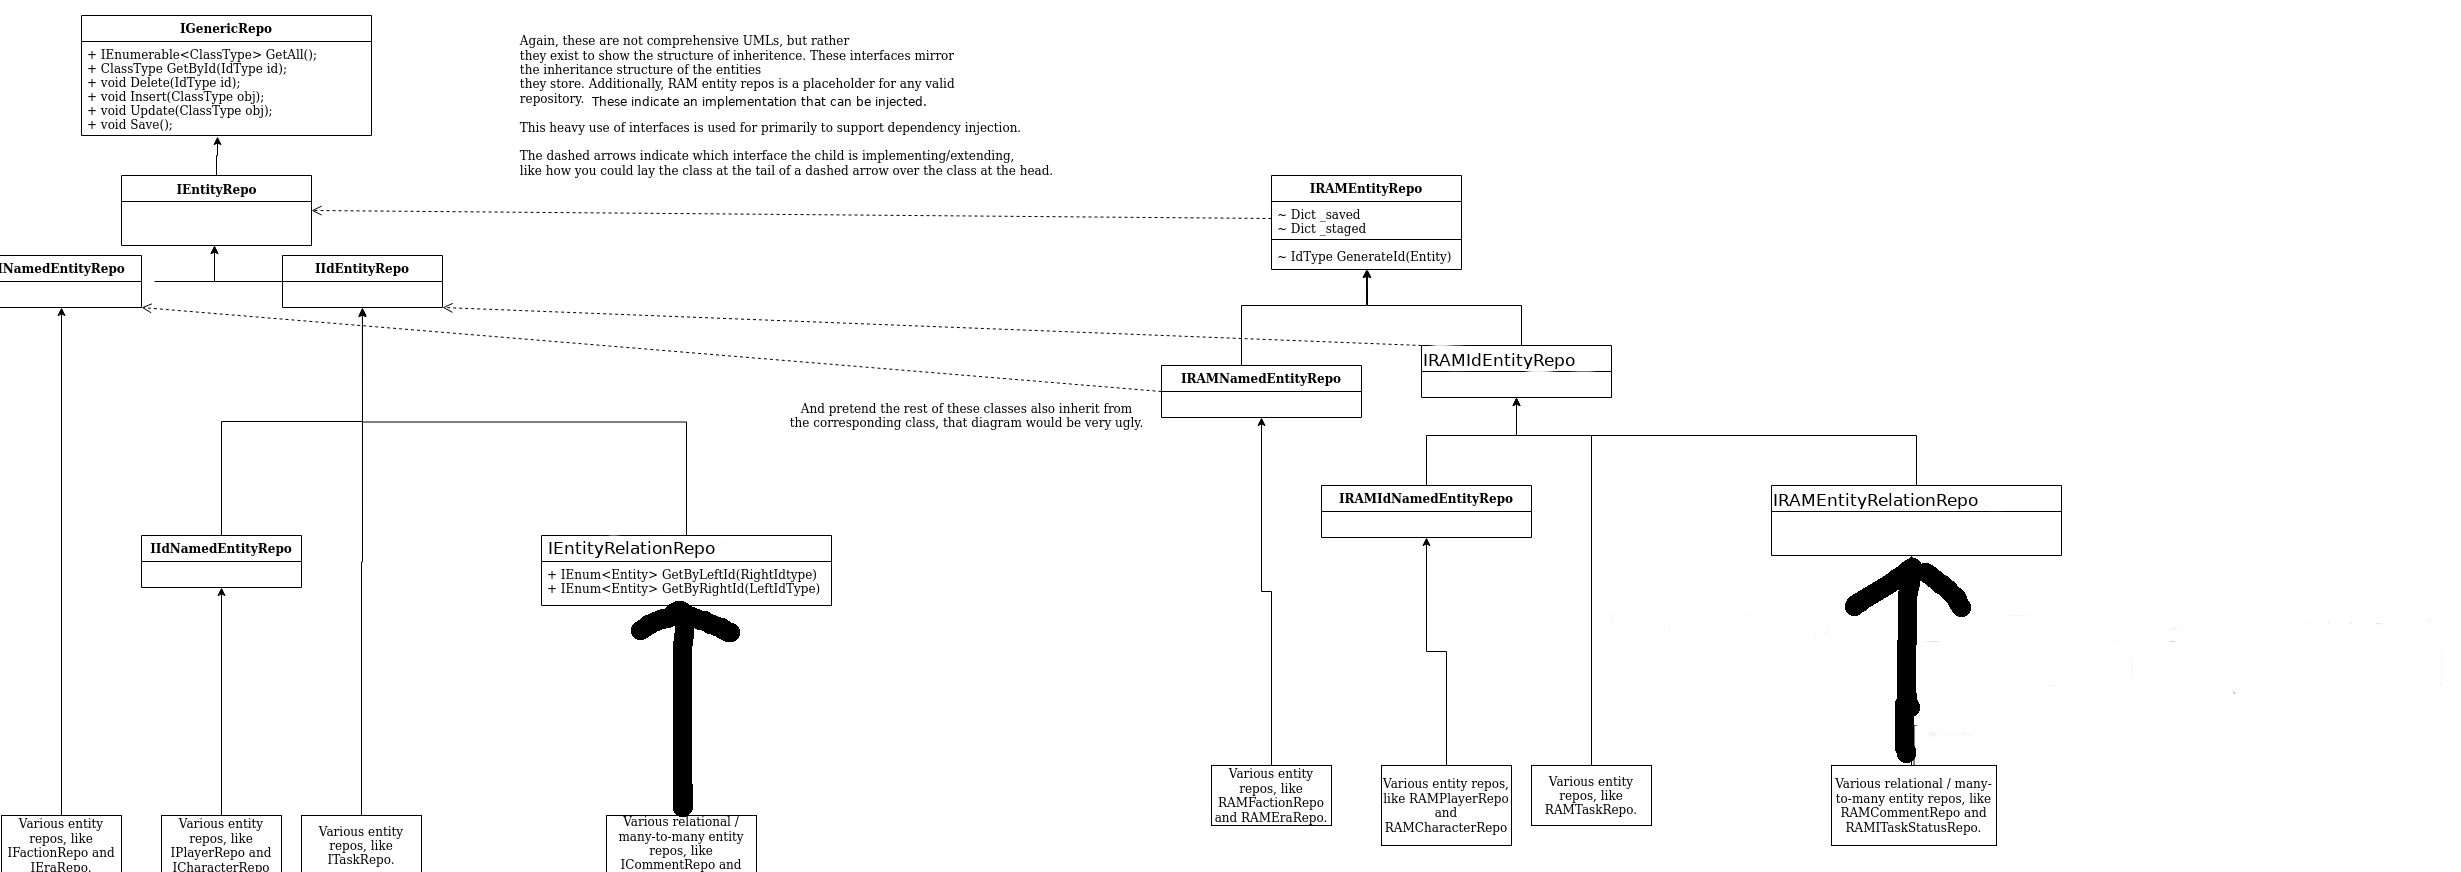 IGenericRepo
+ IEnumerable<ClassType> GetAll();
+ ClassType GetById(IdType id);
+ void Delete(IdType id);
+ void Insert(ClassType obj);
+ void Update(ClassType obj);
+ void Save();
Again, these are not comprehensive UMLs, but rather
they exist to show the structure of inheritence. These interfaces mirror
the inheritance structure of the entities
they store. Additionally, RAM entity repos is a placeholder for any valid
repository. These indicate an implementation that can be injected.
This heavy use of interfaces is used for primarily to support dependency injection.
The dashed arrows indicate which interface the child is implementing/extending,
like how you could lay the class at the tail of a dashed arrow over the class at the head.
IEntityRepo
IRAMEntityRepo
~ Dict _saved
~ Dict _staged
~ IdType GenerateId(Entity)
INamedEntityRepo
IIdEntityRepo
IRAMNamedEntityRepo
IRAMIdEntityRepo
And pretend the rest of these classes also inherit from
the corresponding class, that diagram would be very ugly.
IRAMIdNamedEntityRepo
IRAMEntityRelationRepo
IIdNamedEntityRepo
IEntityRelationRepo
+ IEnum<Entity> GetByLeftId(RightIdtype)
+ IEnum<Entity> GetByRightId(LeftIdType)
Various entity
repos, like
RAMFactionRepo
and RAMEraRepo.
Various entity repos,
like RAMPlayerRepo
and
RAMCharacterRepo
Various entity
repos, like
RAMTaskRepo.
Various relational / many-
to-many entity repos, like
RAMCommentRepo and
RAMITaskStatusRepo.
Various entity
repos, like
IFactionRepo and
IEraRepo.
Various entity
repos, like
IPlayerRepo and
ICharacterRepo
Various entity
repos, like
ITaskRepo.
Various relational /
many-to-many entity
repos, like
ICommentRepo and